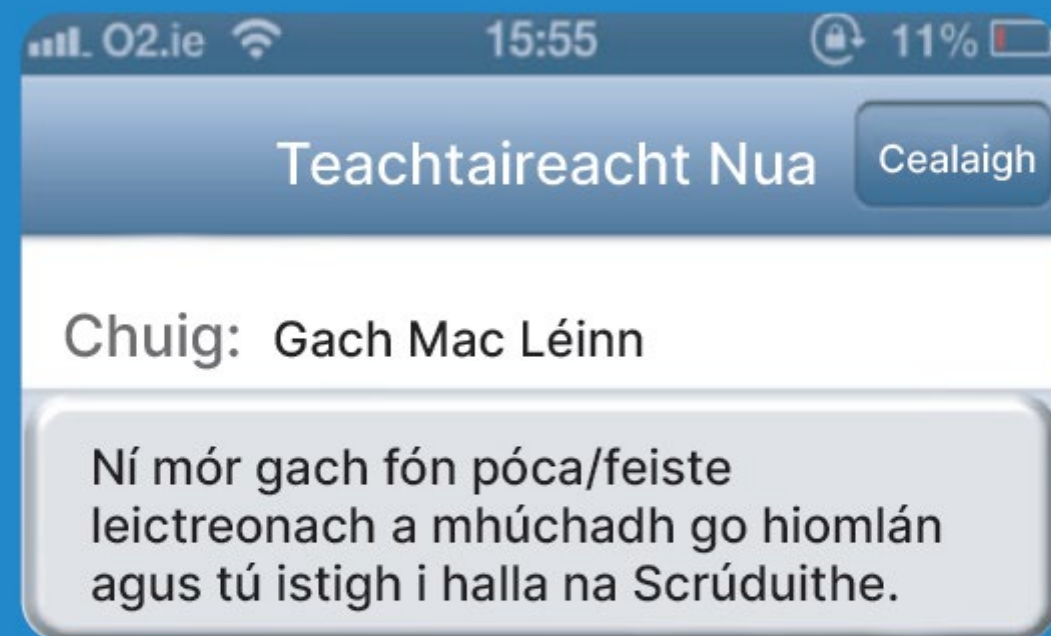 O2.ie 15:55 11%
Teachtaireacht Nua Cealaigh
Chuig: Gach Mac Léinn
Ní mór gach fón póca/feiste
leictreonach a mhúchadh go hiomlán
agus tú istigh i halla na Scrúduithe.